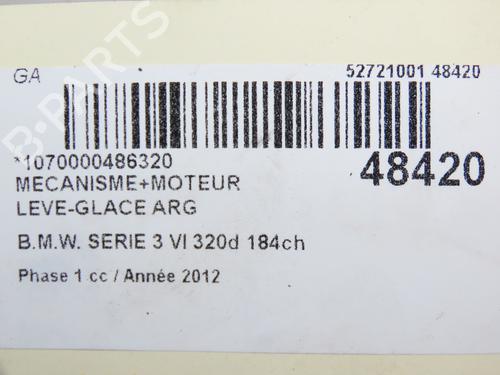 GA
52721001 48420
*1070000486320
48420
MECANISME+MOTEUR
LEVE-GLACE ARG
B.M.W. SERIE 3 VI 320d 184ch
Phase 1 cc / Année 2012
B-PARTS